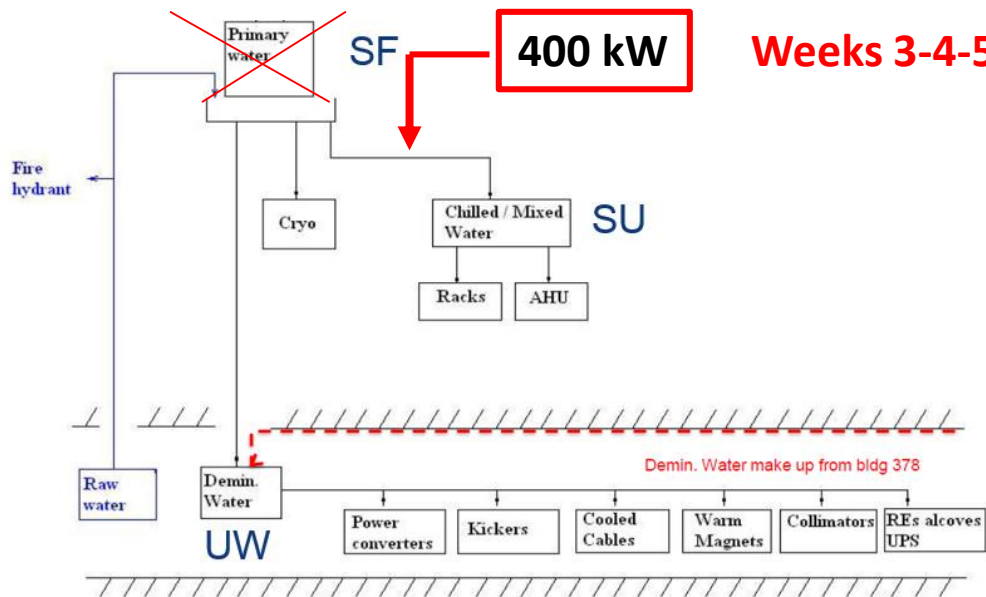 Primary
water
SF
400 kW
Weeks 3-4-5
Fire
hydrant
Cryo
Chilled / Mixed
Water
SU
Racks
AHU
Demin. Water make up from bldg 378
Raw
water
Demin.
Water
UW
Power
converters
Kickers
Cooled
Cables
Warm
Magnets
Collimators
REs alcoves
UPS